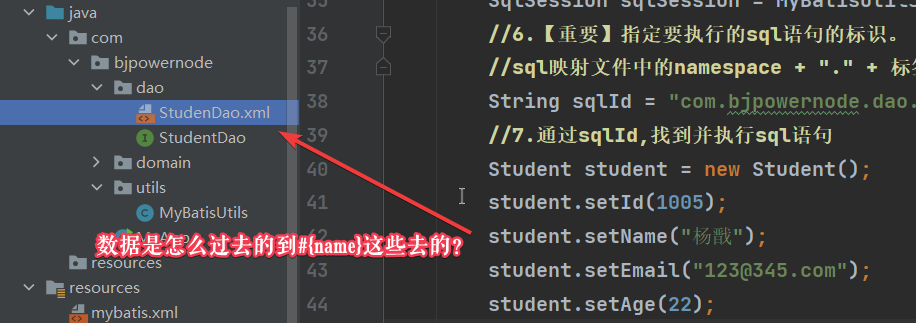 java
com
bjpowernode
dao
StudenDao.xml
StudentDao
domain
utils
MyBatisUtils
resources
resources
mybatis.xml
36 //6.【重要】指定要执行的sql语句的标识。
37 //sql映射文件中的namespace + "." + 标签
38 String sqlId = "com.bjpowernode.dao.
39 //7.通过sqlId,找到并执行sql语句
40 Student student = new Student();
41 student.setId(1005);
42 student.setName("杨戬");
43 student.setEmail("123@345.com");
44 student.setAge(22);
数据是怎么过去的到#{name}这些去的?